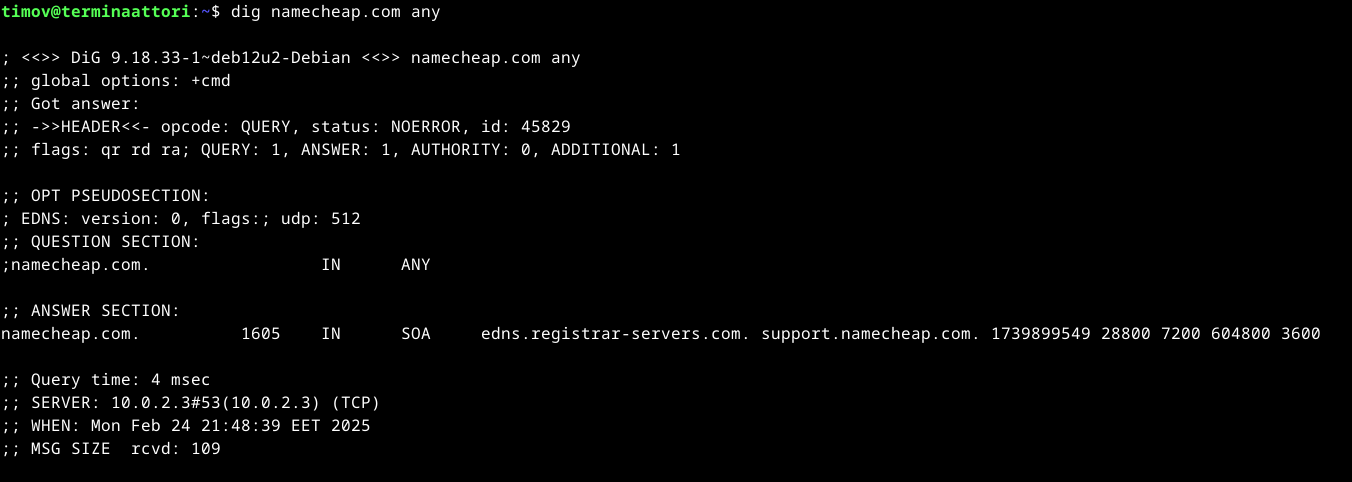 timov@terminaattori:~$ dig namecheap.com any
; <<>> DiG 9.18.33-1~deb12u2-Debian <<>> namecheap.com any
;; global options: +cmd
;; Got answer:
;; ->>HEADER<<- opcode: QUERY, status: NOERROR, id: 45829
;; flags: qr rd ra; QUERY: 1, ANSWER: 1, AUTHORITY: 0, ADDITIONAL: 1
;; OPT PSEUDOSECTION:
; EDNS: version: 0, flags:; udp: 512
;; QUESTION SECTION:
;namecheap.com. IN ANY
;; ANSWER SECTION:
namecheap.com. 1605 IN SOA edns.registrar-servers.com. support.namecheap.com. 1739899549 28800 7200 604800 3600
;; Query time: 4 msec
;; SERVER: 10.0.2.3#53(10.0.2.3) (TCP)
;; WHEN: Mon Feb 24 21:48:39 EET 2025
;; MSG SIZE  rcvd: 109